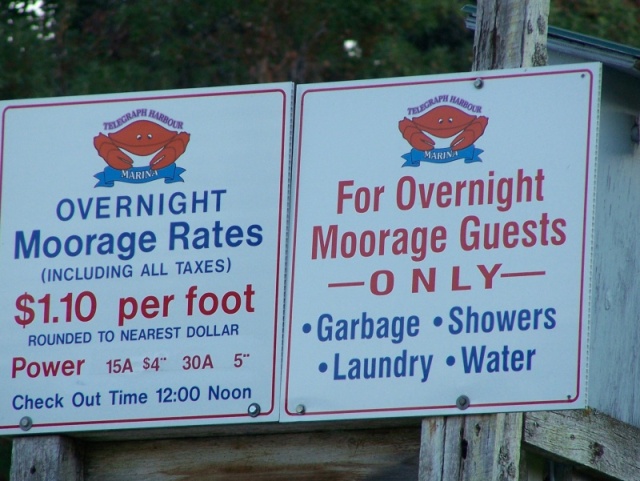 TELEGRAPH HARBOUR
MARINA
OVERNIGHT
Moorage Rates
(INCLUDING ALL TAXES)
$1.10 per foot
ROUNDED TO NEAREST DOLLAR
Power 15A $4 30A 5
Check Out Time 12:00 Noon
TELEGRAPH HARBOUR
MARINA
For Overnight
Moorage Guests
—ONLY—
• Garbage • Showers
• Laundry • Water